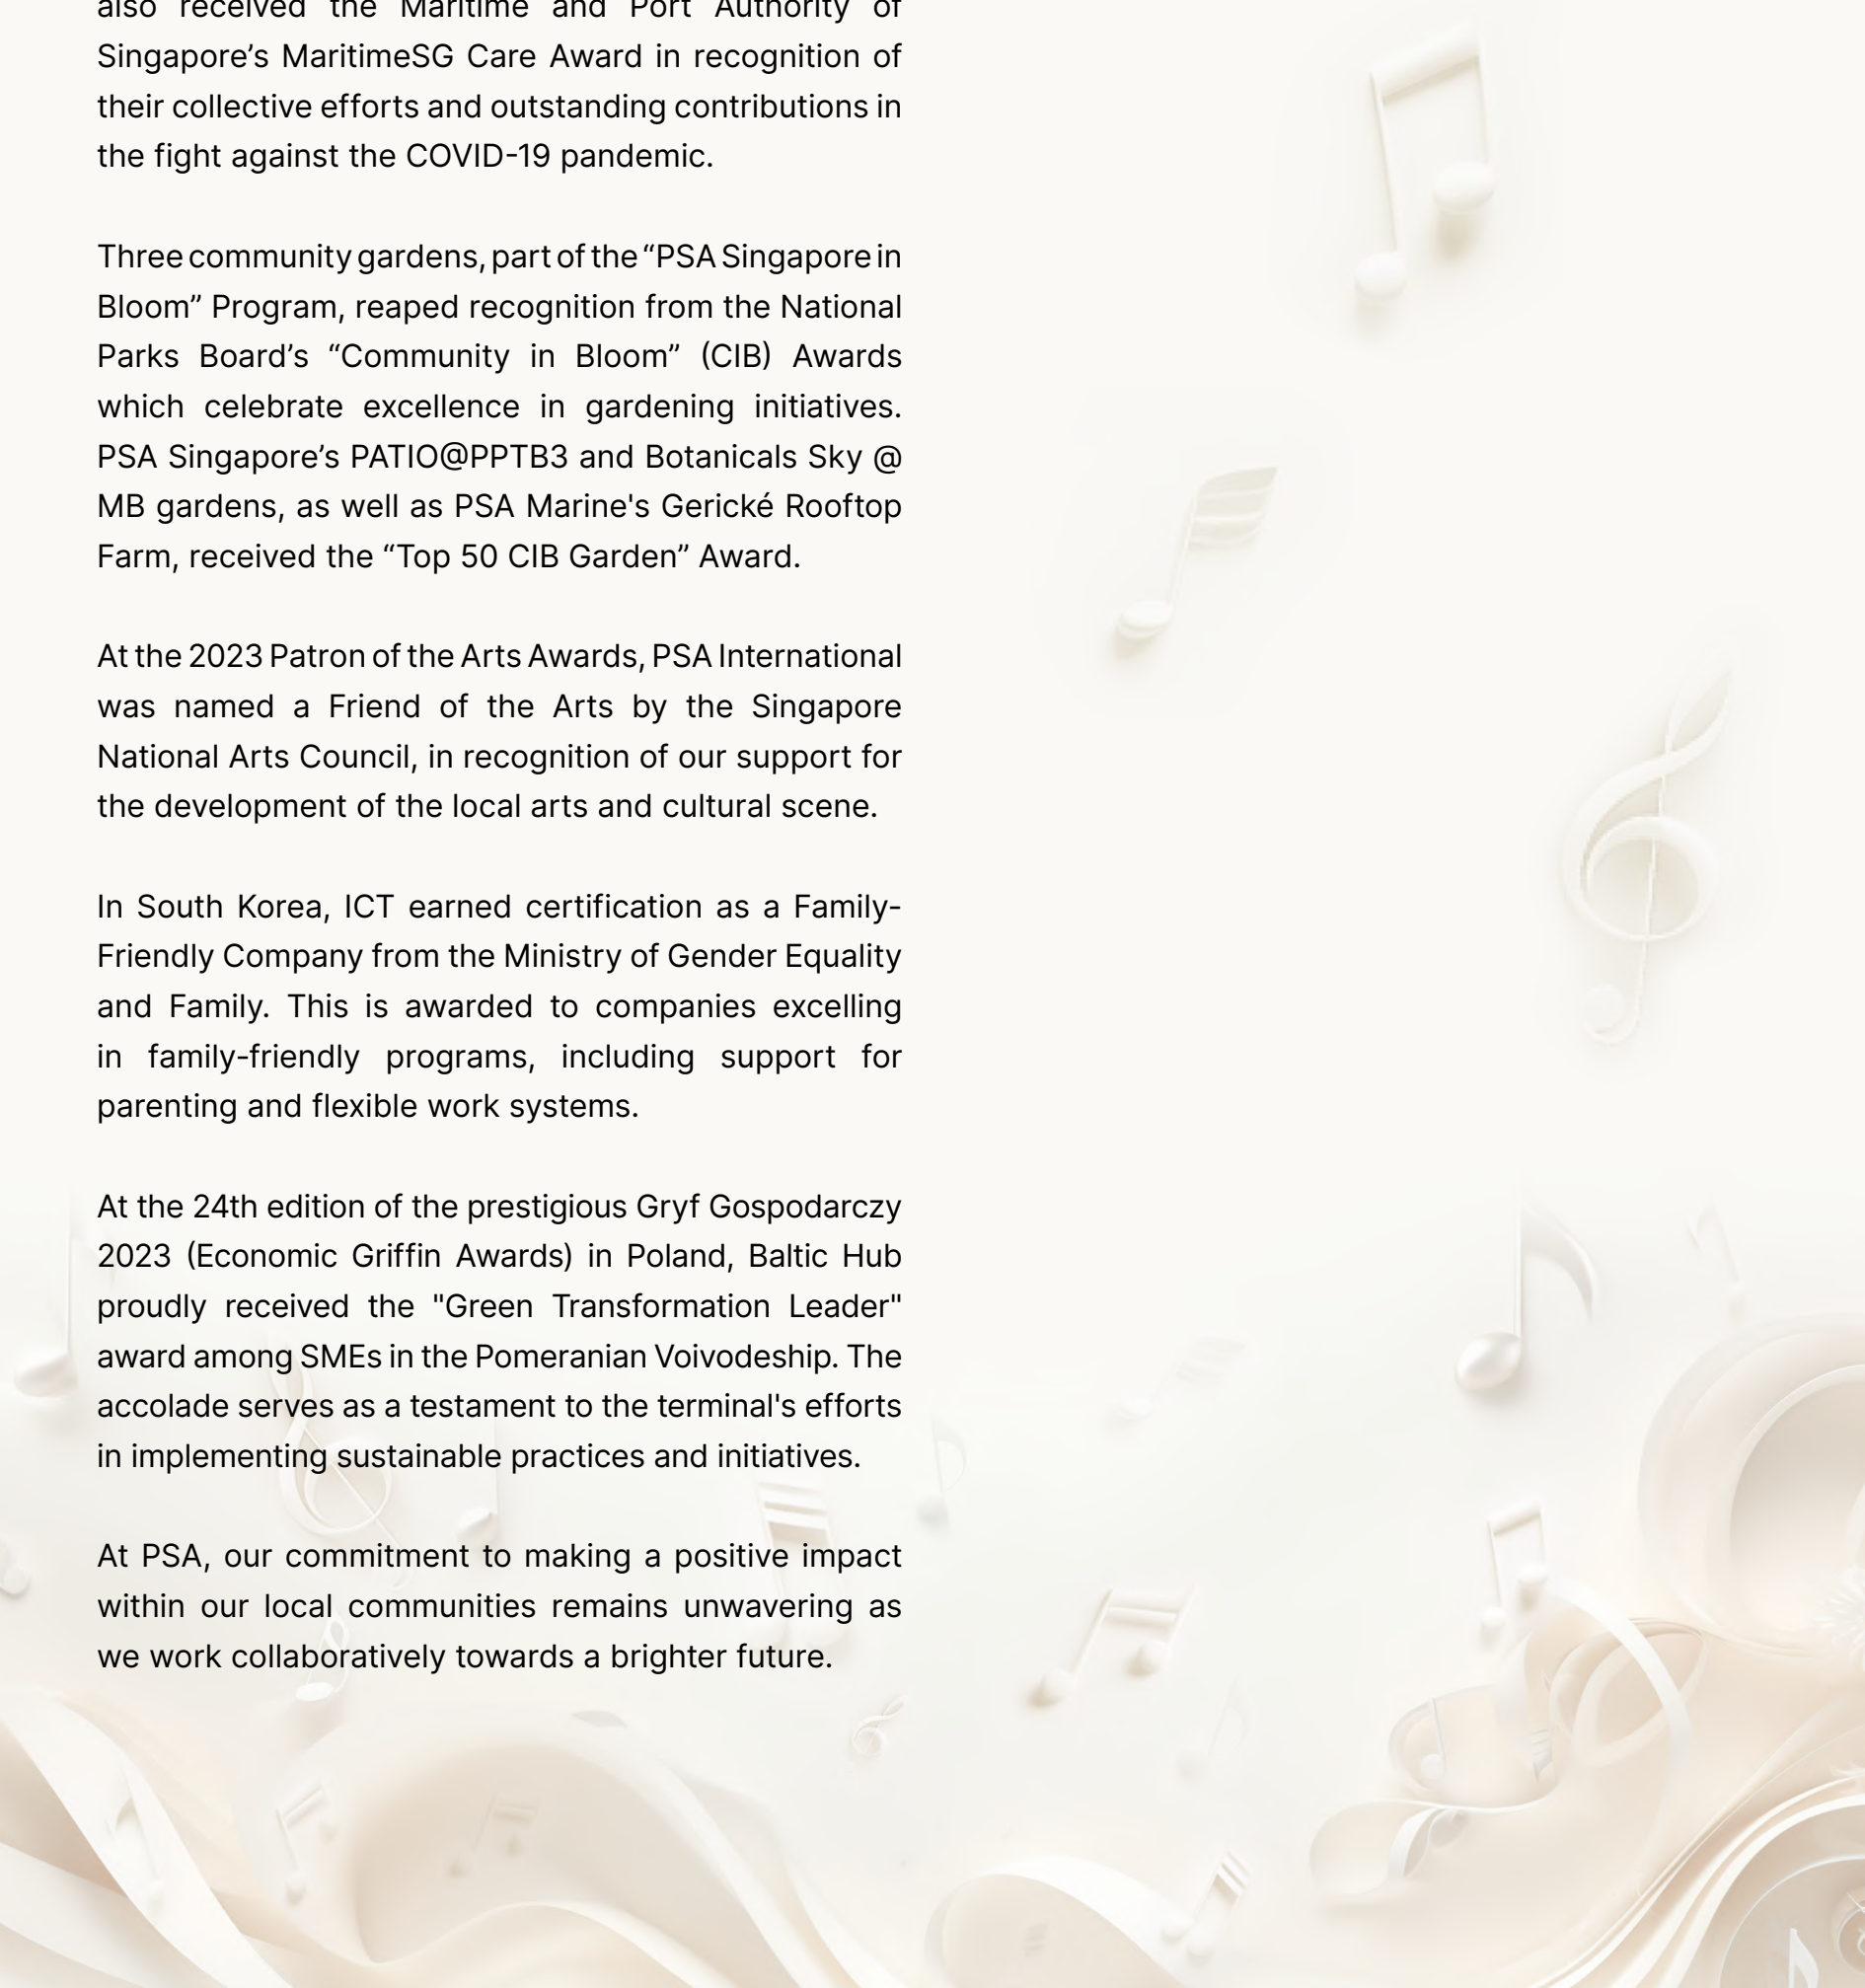 also received the Maritime and Port Authority of
Singapore’s MaritimeSG Care Award in recognition of
their collective efforts and outstanding contributions in
the fight against the COVID-19 pandemic.
Three community gardens, part of the “PSA Singapore in
Bloom” Program, reaped recognition from the National
Parks Board’s “Community in Bloom” (CIB) Awards
which celebrate excellence in gardening initiatives.
PSA Singapore’s PATIO@PPTB3 and Botanicals Sky @
MB gardens, as well as PSA Marine's Gerické Rooftop
Farm, received the “Top 50 CIB Garden” Award.
At the 2023 Patron of the Arts Awards, PSA International
was named a Friend of the Arts by the Singapore
National Arts Council, in recognition of our support for
the development of the local arts and cultural scene.
In South Korea, ICT earned certification as a Family-
Friendly Company from the Ministry of Gender Equality
and Family. This is awarded to companies excelling
in family-friendly programs, including support for
parenting and flexible work systems.
At the 24th edition of the prestigious Gryf Gospodarczy
2023 (Economic Griffin Awards) in Poland, Baltic Hub
proudly received the "Green Transformation Leader"
award among SMEs in the Pomeranian Voivodeship. The
accolade serves as a testament to the terminal's efforts
in implementing sustainable practices and initiatives.
At PSA, our commitment to making a positive impact
within our local communities remains unwavering as
we work collaboratively towards a brighter future.